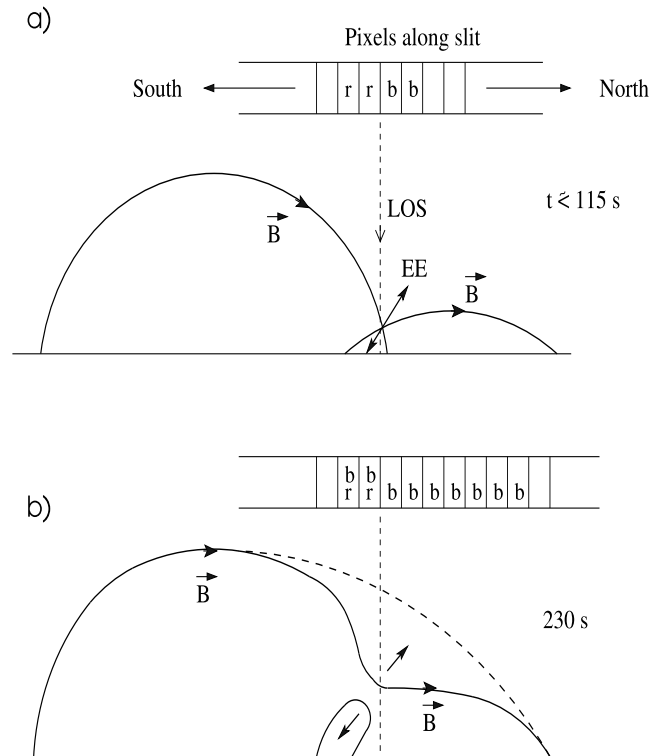 a)
Pixels along slit
South
r r b b
North
t ≲ 115 s
LOS
B
EE
B
b)
b b
r r b b b b b b b
B
230 s
B